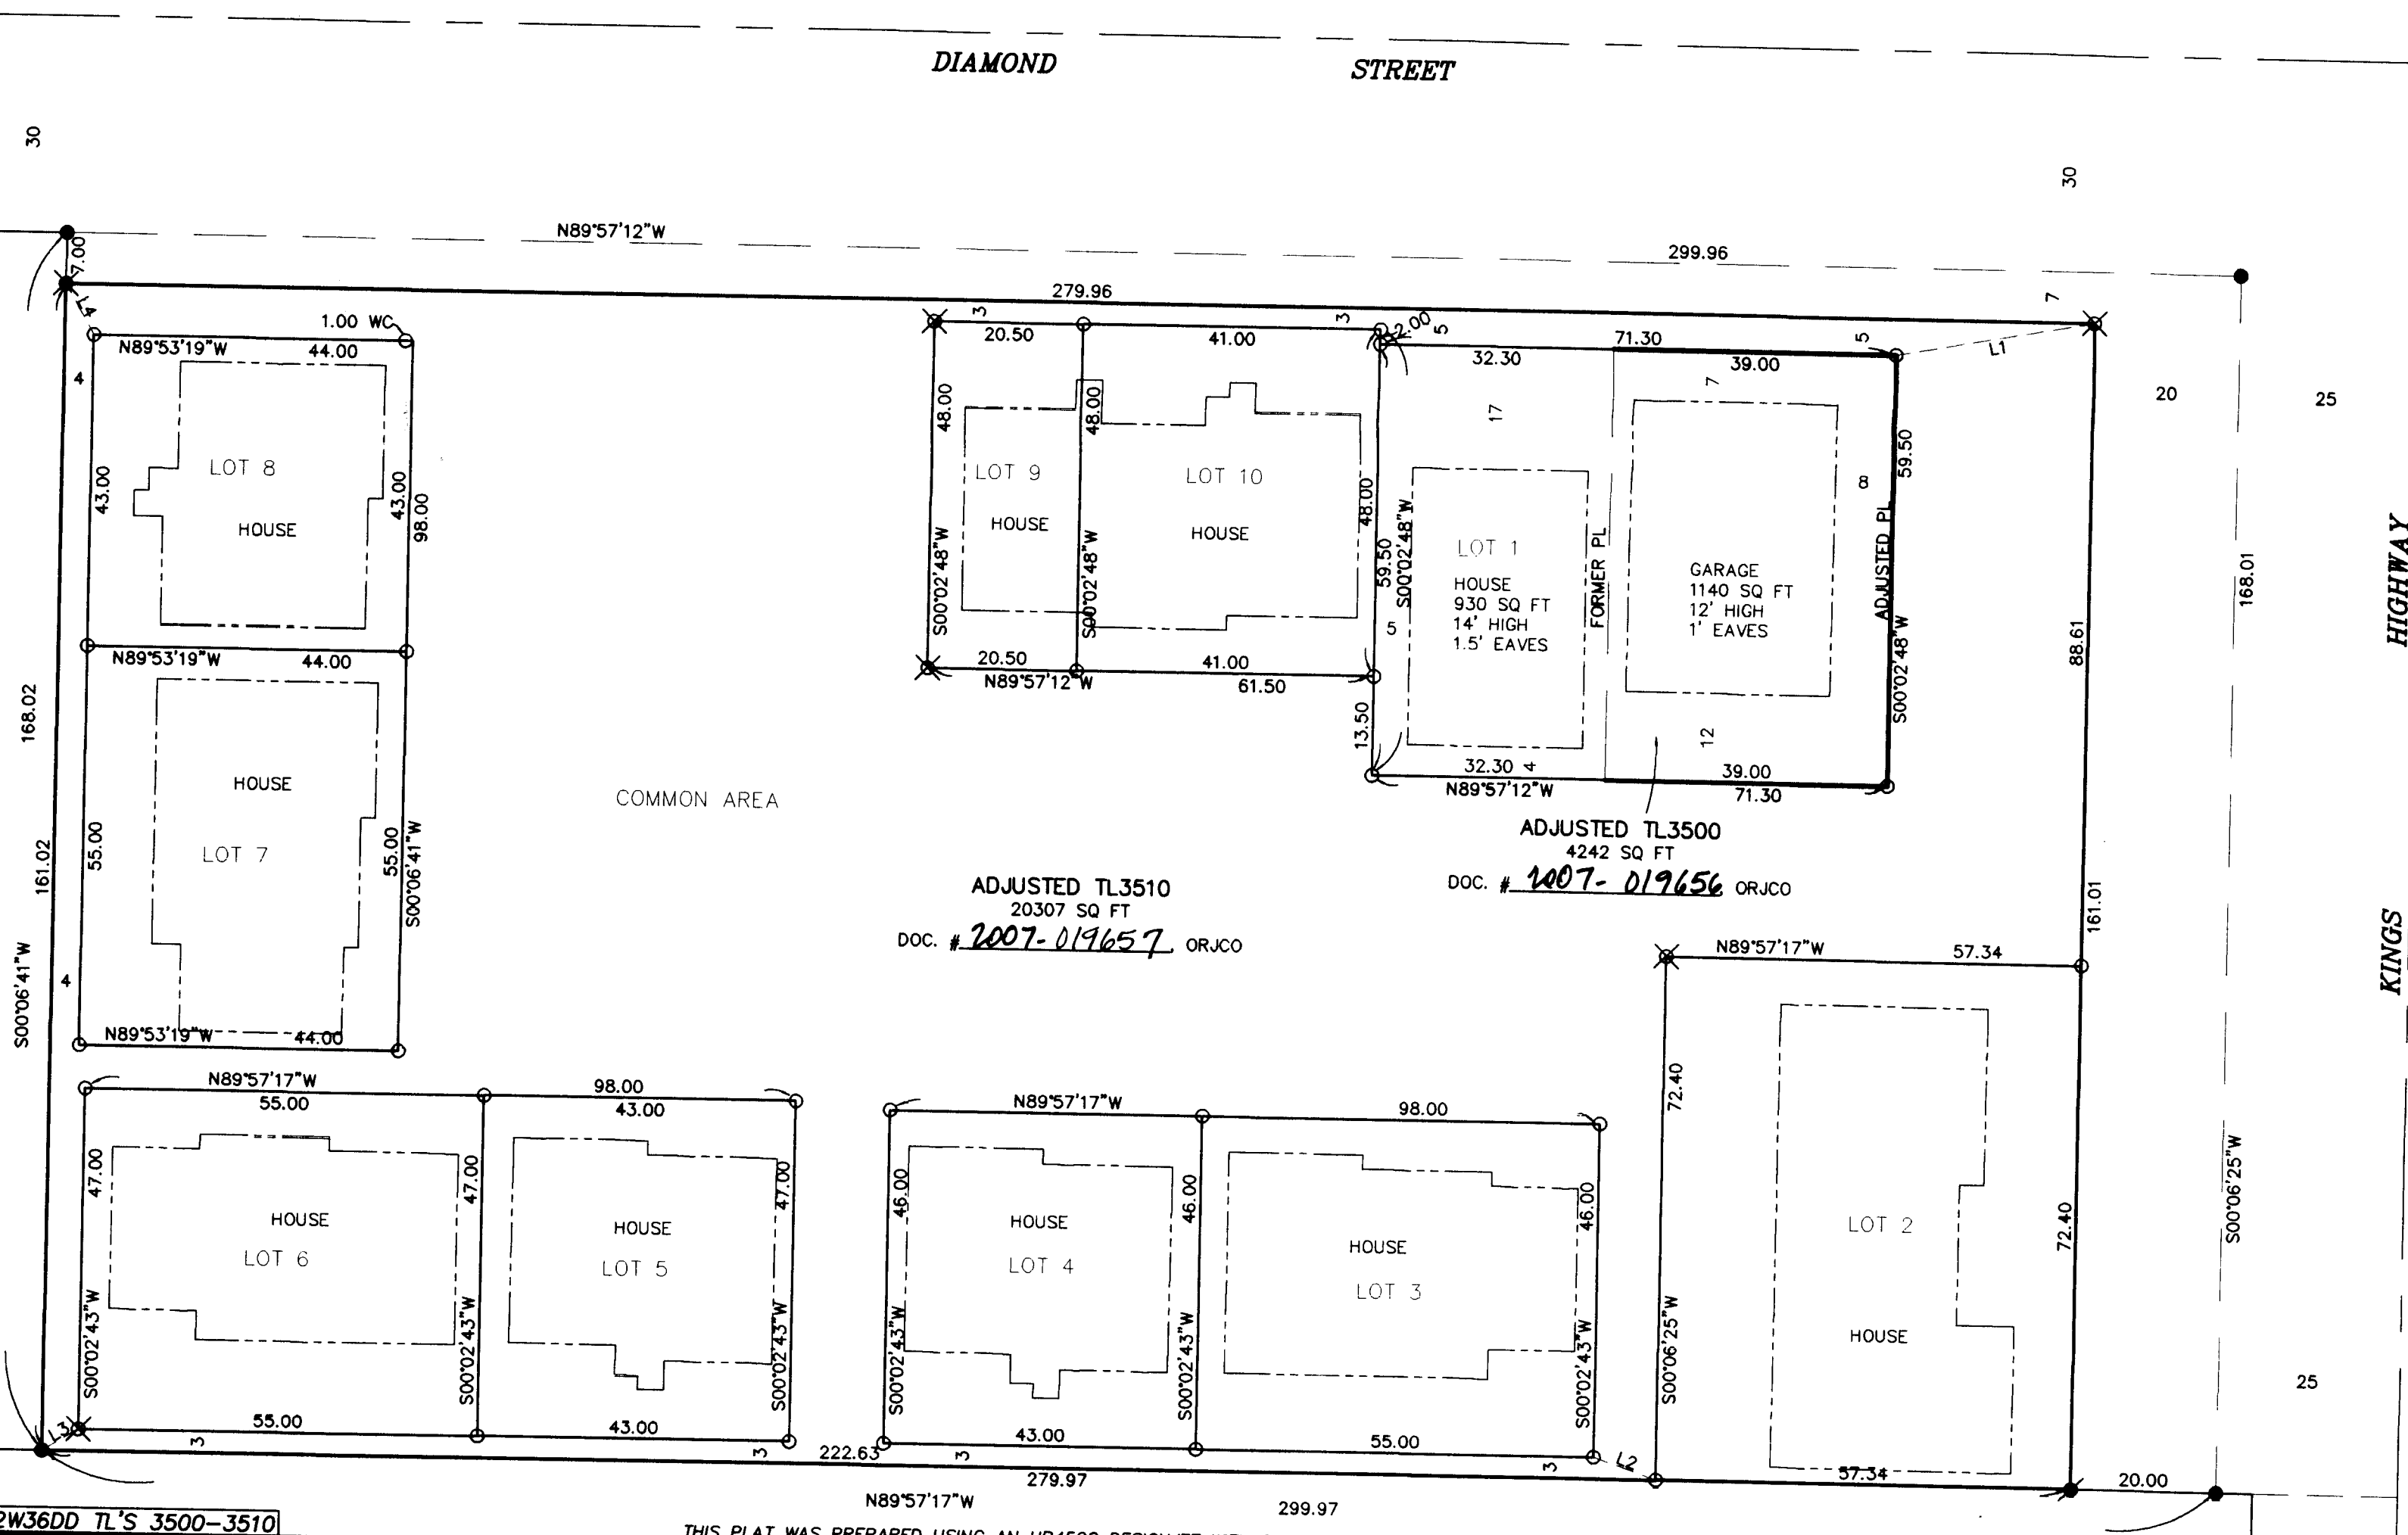 DIAMOND STREET
30
30
N89°57'12"W
299.96
7.00
279.96
7
L4
1.00 WC
N89°53'19"W
44.00
4
43.00
LOT 8
HOUSE
43.00
98.00
N89°53'19"W
44.00
168.02
161.02
S00°06'41"W
HOUSE
LOT 7
55.00
55.00
S00°06'41"W
4
N89°53'19"W
44.00
COMMON AREA
3
3
20.50
41.00
2.00
48.00
48.00
48.00
LOT 9
HOUSE
LOT 10
HOUSE
S00°02'48"W
S00°02'48"W
20.50
41.00
N89°57'12"W
61.50
13.50
5
71.30
5
32.30
39.00
L1
17
7
59.50
S00°02'48"W
5
LOT 1
HOUSE
930 SQ FT
14' HIGH
1.5' EAVES
FORMER PL
GARAGE
1140 SQ FT
12' HIGH
1' EAVES
8
59.50
ADJUSTED PL
S00°02'48"W
12
32.30
4
39.00
N89°57'12"W
71.30
ADJUSTED TL3500
4242 SQ FT
DOC. # 2007-019656 ORJCO
ADJUSTED TL3510
20307 SQ FT
DOC. # 2007-019657 ORJCO
20
25
168.01
88.61
161.01
HIGHWAY
KINGS
N89°57'17"W
57.34
72.40
72.40
S00°06'25"W
S00°06'25"W
LOT 2
HOUSE
25
57.34
20.00
N89°57'17"W
98.00
55.00
43.00
47.00
47.00
47.00
HOUSE
LOT 6
HOUSE
LOT 5
S00°02'43"W
S00°02'43"W
S00°02'43"W
L3
55.00
43.00
3
3
N89°57'17"W
98.00
46.00
46.00
46.00
HOUSE
LOT 4
HOUSE
LOT 3
S00°02'43"W
S00°02'43"W
S00°02'43"W
43.00
55.00
3
3
L2
222.63
279.97
N89°57'17"W
299.97
2W36DD TL'S 3500-3510